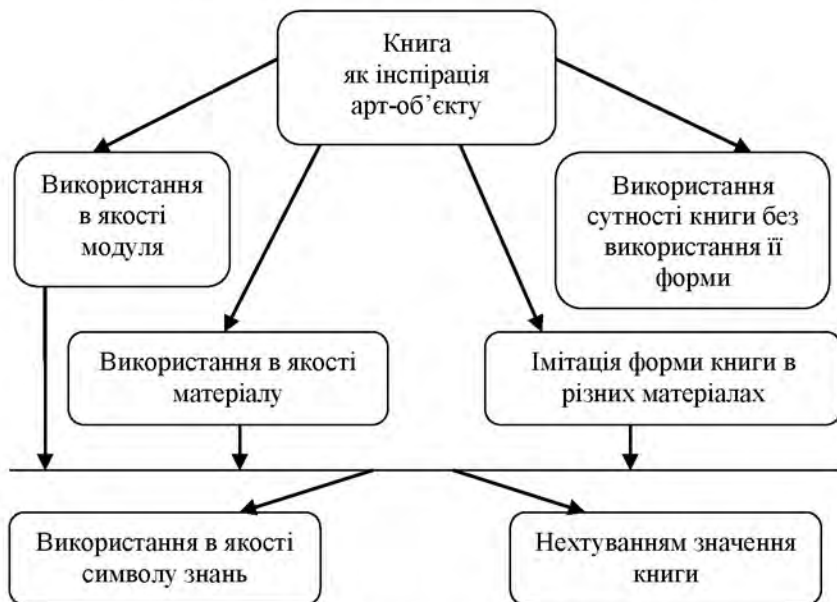 Книга
як інспірація
арт-об’єкту
Використання
в якості
модуля
Використання
сутності книги без
використання її
форми
Використання в якості
матеріалу
Імітація форми книги в
різних матеріалах
Використання в якості
символу знань
Нехтуванням значення
книги